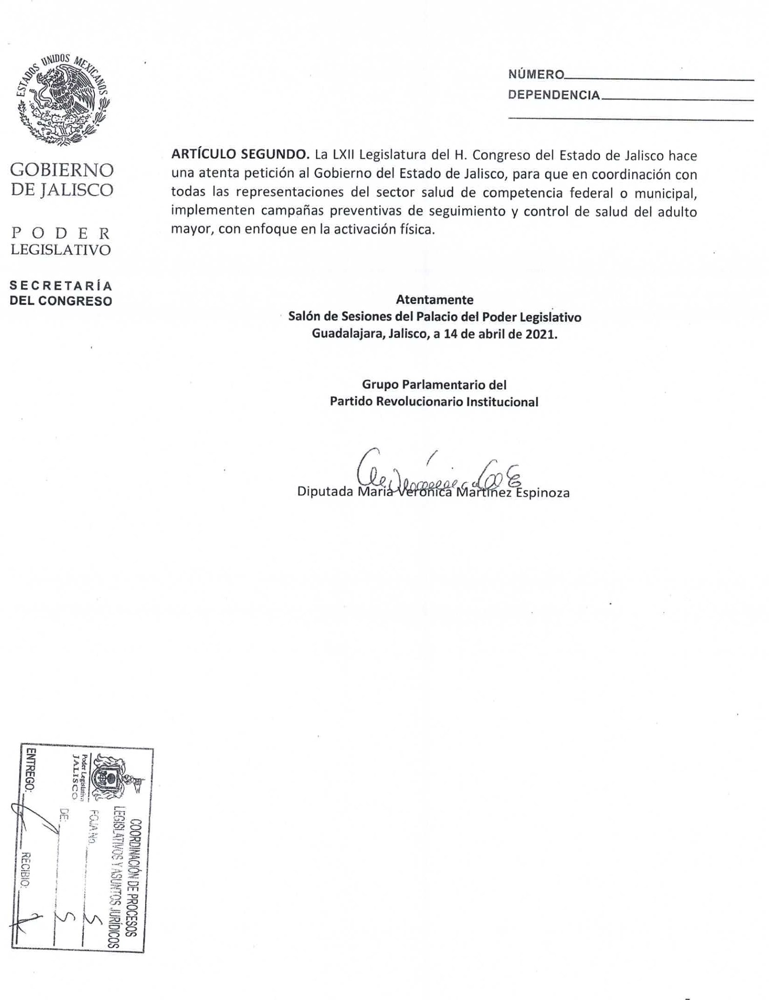 ESTADOS UNIDOS MEXICANOS
NÚMERO
DEPENDENCIA
GOBIERNO
DE JALISCO
PODER
LEGISLATIVO
SECRETARÍA
DEL CONGRESO
ARTÍCULO SEGUNDO. La LXII Legislatura del H. Congreso del Estado de Jalisco hace
una atenta petición al Gobierno del Estado de Jalisco, para que en coordinación con
todas las representaciones del sector salud de competencia federal o municipal,
implementen campañas preventivas de seguimiento y control de salud del adulto
mayor, con enfoque en la activación física.
Atentamente
Salón de Sesiones del Palacio del Poder Legislativo
Guadalajara, Jalisco, a 14 de abril de 2021.
Grupo Parlamentario del
Partido Revolucionario Institucional
Diputada María Verónica Martínez Espinoza
COORDINACIÓN DE PROCESOS
LEGISLATIVOS Y ASUNTOS JURÍDICOS
Poder Legislativo
JALISCO
FOJA No. 5
DE: 5
ENTREGO: RECIBIO: